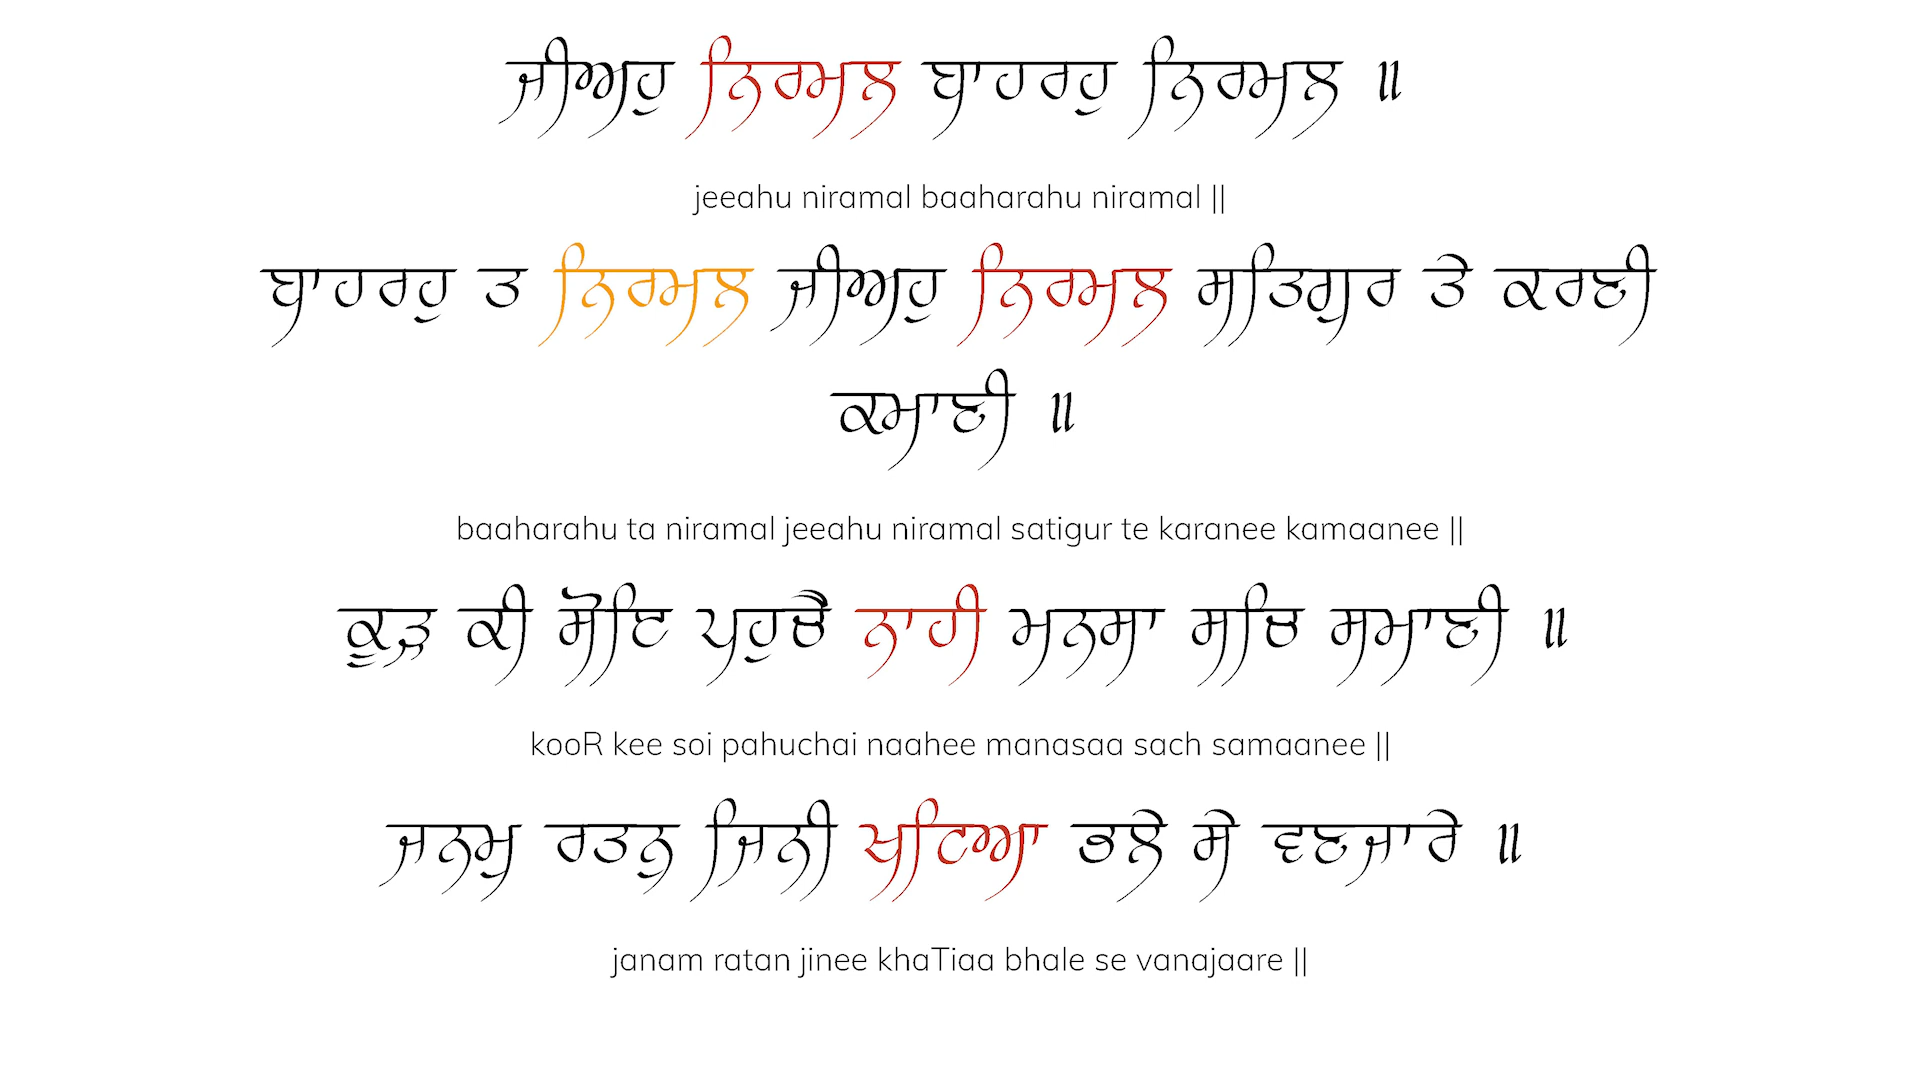 ਜੀਅਹੁ ਨਿਰਮਲ ਬਾਹਰਹੁ ਨਿਰਮਲ ॥
jeeahu niramal baaharahu niramal ||
ਬਾਹਰਹੁ ਤ ਨਿਰਮਲ ਜੀਅਹੁ ਨਿਰਮਲ ਸਤਿਗੁਰ ਤੇ ਕਰਣੀ
ਕਮਾਣੀ ॥
baaharahu ta niramal jeeahu niramal satigur te karanee kamaanee ||
ਕੂੜ ਕੀ ਸੋਇ ਪਹੁਚੈ ਨਾਹੀ ਮਨਸਾ ਸਚਿ ਸਮਾਣੀ ॥
kooR kee soi pahuchai naahee manasaa sach samaanee ||
ਜਨਮੁ ਰਤਨੁ ਜਿਨੀ ਖਟਿਆ ਭਲੇ ਸੇ ਵਣਜਾਰੇ ॥
janam ratan jinee khaTiaa bhale se vanajaare ||